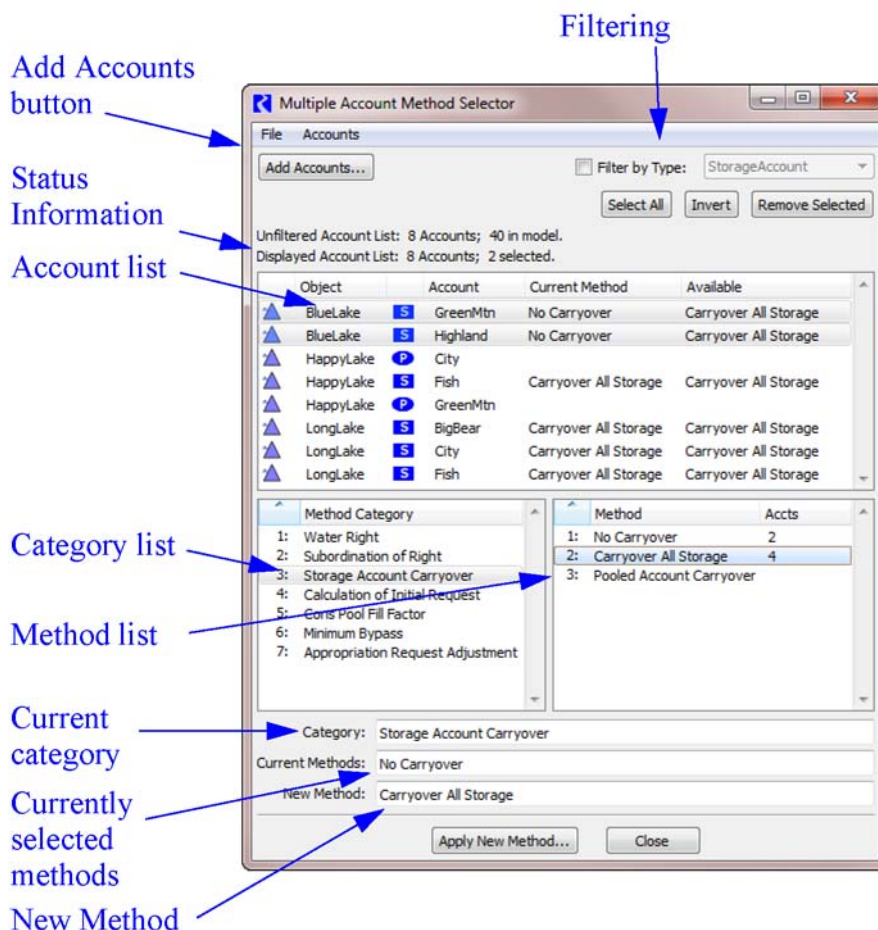 Filtering
Add Accounts
button
Multiple Account Method Selector
File Accounts
Add Accounts... Filter by Type: StorageAccount
Select All Invert Remove Selected
Status
Information
Unfiltered Account List: 8 Accounts; 40 in model.
Displayed Account List: 8 Accounts; 2 selected.
Account list
Object Account Current Method Available
BlueLake S GreenMtn No Carryover Carryover All Storage
BlueLake S Highland No Carryover Carryover All Storage
HappyLake P City
HappyLake S Fish Carryover All Storage Carryover All Storage
HappyLake P GreenMtn
LongLake S BigBear Carryover All Storage Carryover All Storage
LongLake S City Carryover All Storage Carryover All Storage
LongLake S Fish Carryover All Storage Carryover All Storage
Category list
Method list
Method Category
1: Water Right
2: Subordination of Right
3: Storage Account Carryover
4: Calculation of Initial Request
5: Cons Pool Fill Factor
6: Minimum Bypass
7: Appropriation Request Adjustment
Method Accts
1: No Carryover 2
2: Carryover All Storage 4
3: Pooled Account Carryover
Current
category
Category: Storage Account Carryover
Currently
selected
methods
Current Methods: No Carryover
New Method
New Method: Carryover All Storage
Apply New Method... Close